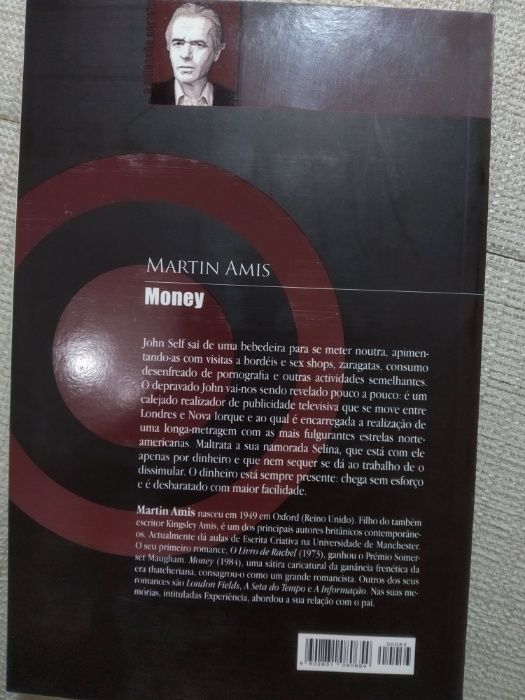 MARTIN AMIS
Money
John Self sai de uma bebedeira para se meter noutra, apimen-
tando-as com visitas a bordéis e sex shops, zaragatas, consumo
desenfreado de pornografia e outras actividades semelhantes.
O depravado John vai-nos sendo revelado pouco a pouco: é um
calejado realizador de publicidade televisiva que se move entre
Londres e Nova Iorque e ao qual é encarregada a realização de
uma longa-metragem com as mais fulgurantes estrelas norte-
americanas. Maltrata a sua namorada Selina, que está com ele
apenas por dinheiro e que nem sequer se dá ao trabalho de o
dissimular. O dinheiro está sempre presente: chega sem esforço
e é desbaratado com maior facilidade.
Martin Amis nasceu em 1949 em Oxford (Reino Unido). Filho do também
escritor Kingsley Amis, é um dos principais autores britânicos contemporâne-
os. Actualmente dá aulas de Escrita Criativa na Universidade de Manchester.
O seu primeiro romance, O Livro de Rachel (1973), ganhou o Prémio Somer-
set Maugham. Money (1984), uma sátira caricatural da ganância frenética da
era thatcheriana, consagrou-o como um grande romancista. Outros dos seus
romances são London Fields, A Seta do Tempo e A Informação. Nas suas me-
mórias, intituladas Experiência, abordou a sua relação com o pai.
00083